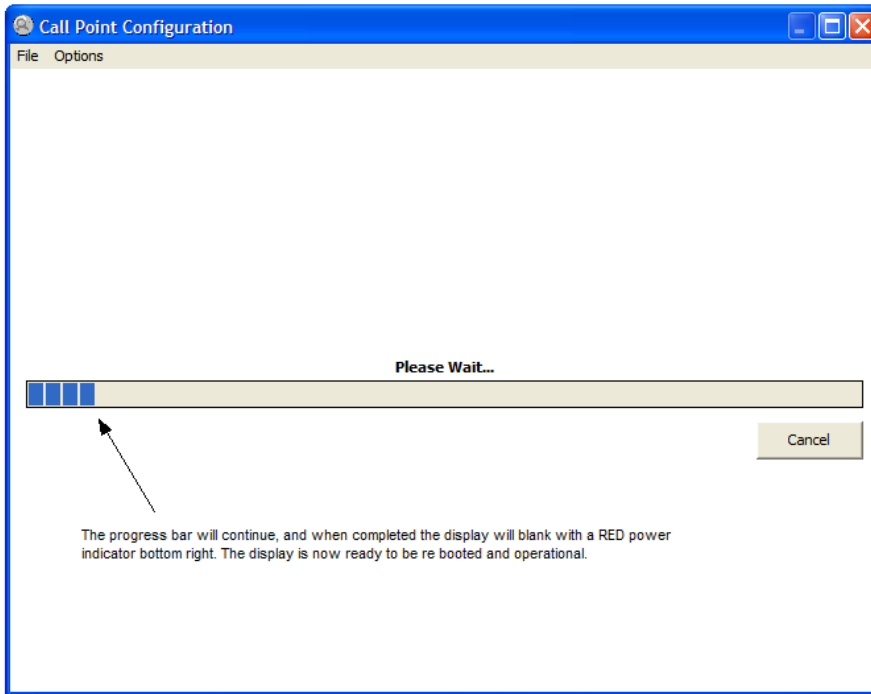 Call Point Configuration
File Options
Please Wait...
Cancel
The progress bar will continue, and when completed the display will blank with a RED power
indicator bottom right. The display is now ready to be re booted and operational.